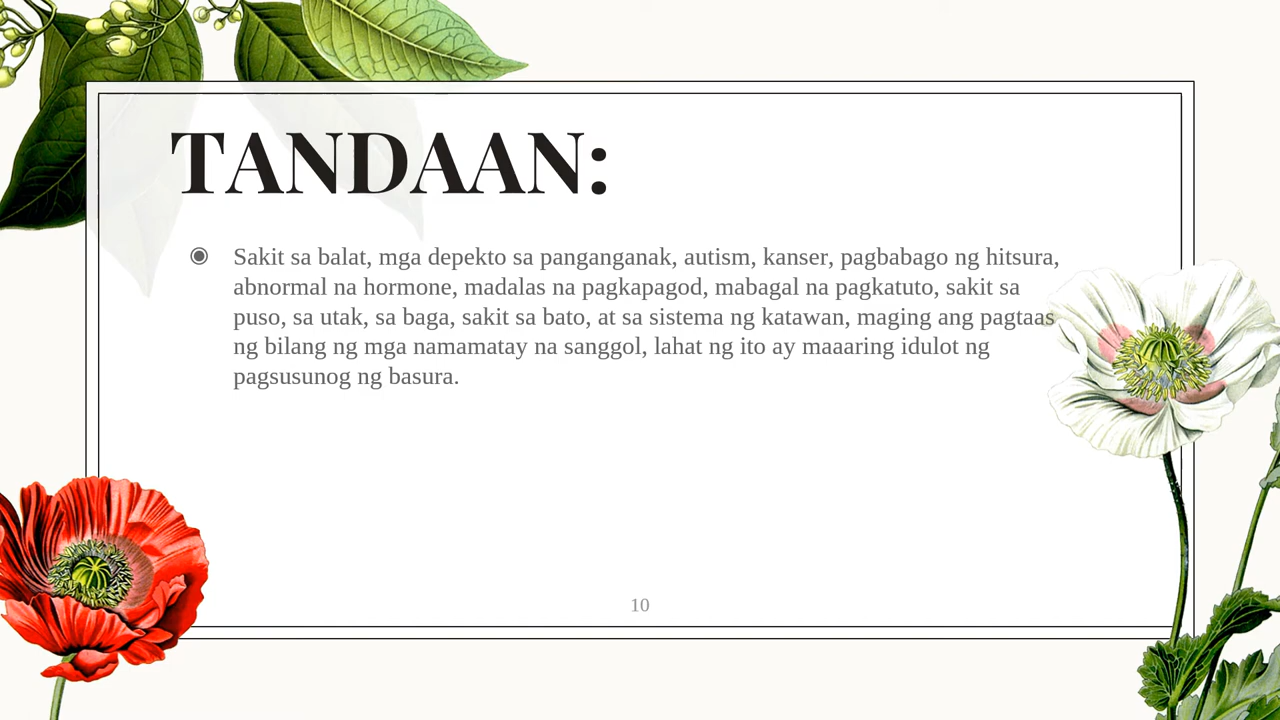 TANDAAN:
◉ Sakit sa balat, mga depekto sa panganganak, autism, kanser, pagbabago ng hitsura,
abnormal na hormone, madalas na pagkapagod, mabagal na pagkatuto, sakit sa
puso, sa utak, sa baga, sakit sa bato, at sa sistema ng katawan, maging ang pagtaas
ng bilang ng mga namamatay na sanggol, lahat ng ito ay maaaring idulot ng
pagsusunog ng basura.
10